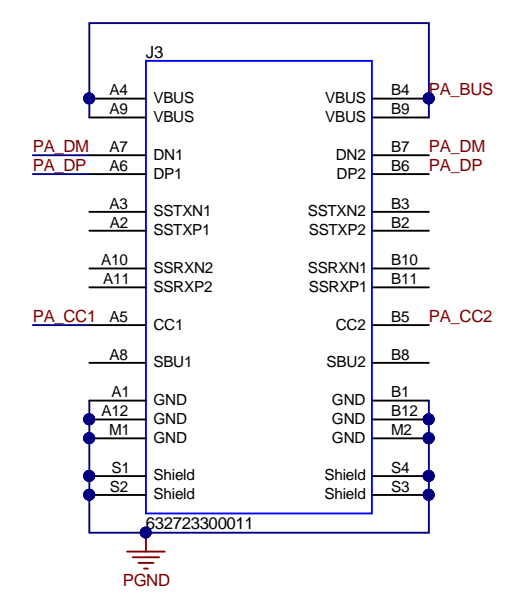 J3
A4 VBUS VBUS B4 PA_BUS
A9 VBUS VBUS B9
PA_DM A7 DN1 DN2 B7 PA_DM
PA_DP A6 DP1 DP2 B6 PA_DP
A3 SSTXN1 SSTXN2 B3
A2 SSTXP1 SSTXP2 B2
A10 SSRXN2 SSRXN1 B10
A11 SSRXP2 SSRXP1 B11
PA_CC1 A5 CC1 CC2 B5 PA_CC2
A8 SBU1 SBU2 B8
A1 GND GND B1
A12 GND GND B12
M1 GND GND M2
S1 Shield Shield S4
S2 Shield Shield S3
632723300011
PGND